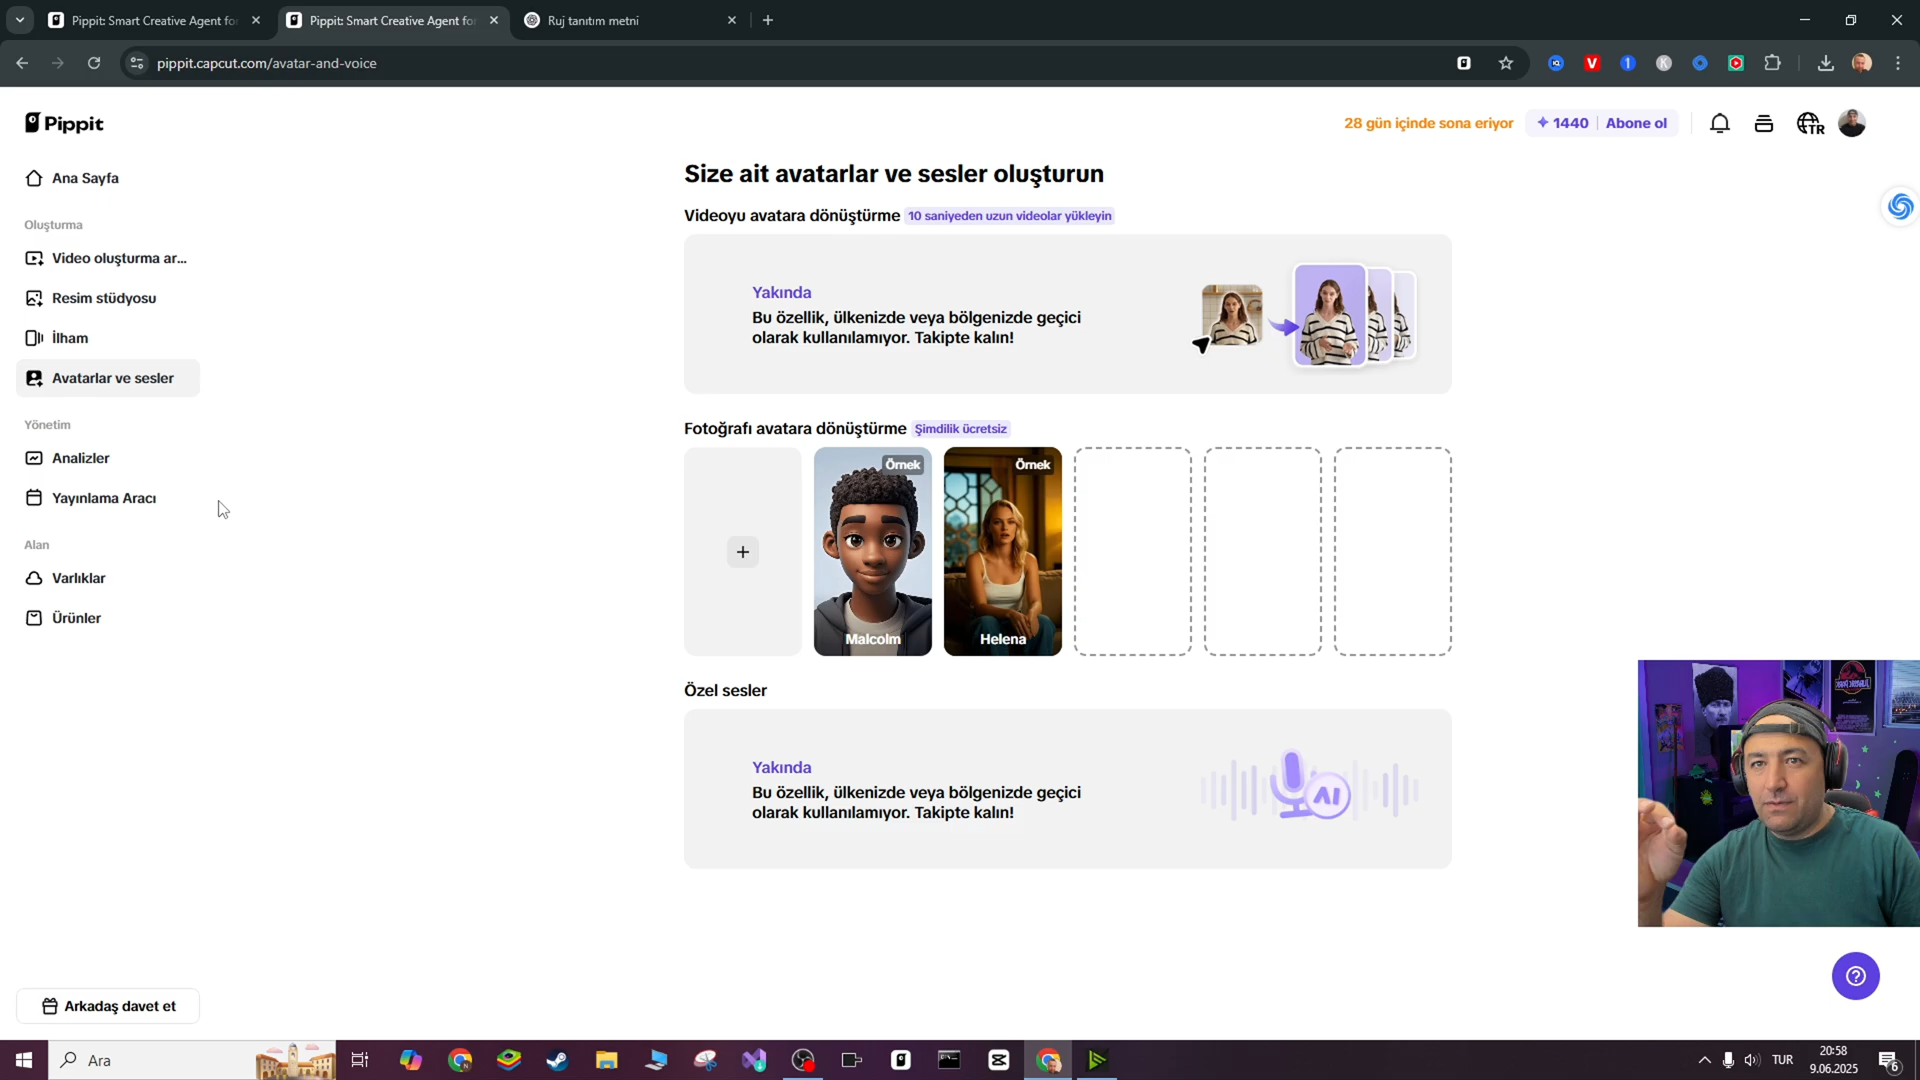 Pippit: Smart Creative Agent for
Pippit: Smart Creative Agent for
Ruj tanıtım metni
pippit.capcut.com/avatar-and-voice
Pippit
28 gün içinde sona eriyor
1440
Abone ol
TR
Ana Sayfa
Oluşturma
Video oluşturma ar...
Resim stüdyosu
İlham
Avatarlar ve sesler
Yönetim
Analizler
Yayınlama Aracı
Alan
Varlıklar
Ürünler
Arkadaş davet et
Size ait avatarlar ve sesler oluşturun
Videoyu avatara dönüştürme
10 saniyeden uzun videolar yükleyin
Yakında
Bu özellik, ülkenizde veya bölgenizde geçici
olarak kullanılamıyor. Takipte kalın!
Fotoğrafı avatara dönüştürme
Şimdilik ücretsiz
Örnek
Malcolm
Örnek
Helena
Özel sesler
Yakında
Bu özellik, ülkenizde veya bölgenizde geçici
olarak kullanılamıyor. Takipte kalın!
AI
Ara
TUR
20:58
9.06.2025
6